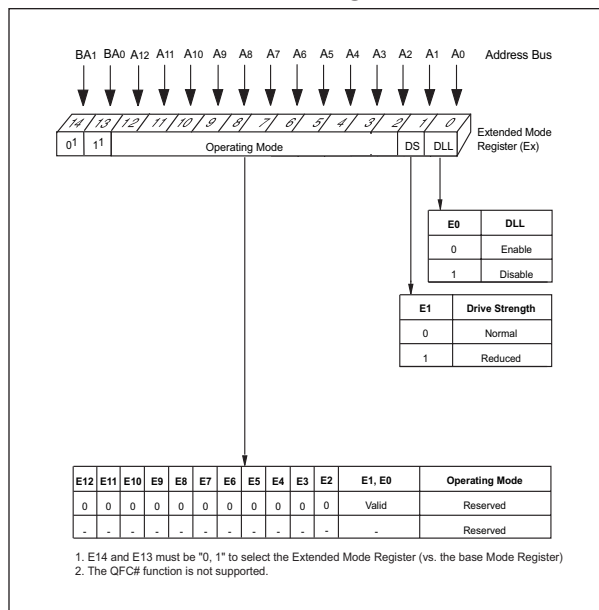 BA1 BA0 A12 A11 A10 A9 A8 A7 A6 A5 A4 A3 A2 A1 A0 Address Bus
14 13 12 11 10 9 8 7 6 5 4 3 2 1 0
Extended Mode
Register (Ex)
0¹ 1¹ Operating Mode DS DLL
E0 DLL
0 Enable
1 Disable
E1 Drive Strength
0 Normal
1 Reduced
E12 E11 E10 E9 E8 E7 E6 E5 E4 E3 E2 E1, E0 Operating Mode
0 0 0 0 0 0 0 0 0 0 0 Valid Reserved
- - - - - - - - - - - - Reserved
1. E14 and E13 must be "0, 1" to select the Extended Mode Register (vs. the base Mode Register)
2. The QFC# function is not supported.